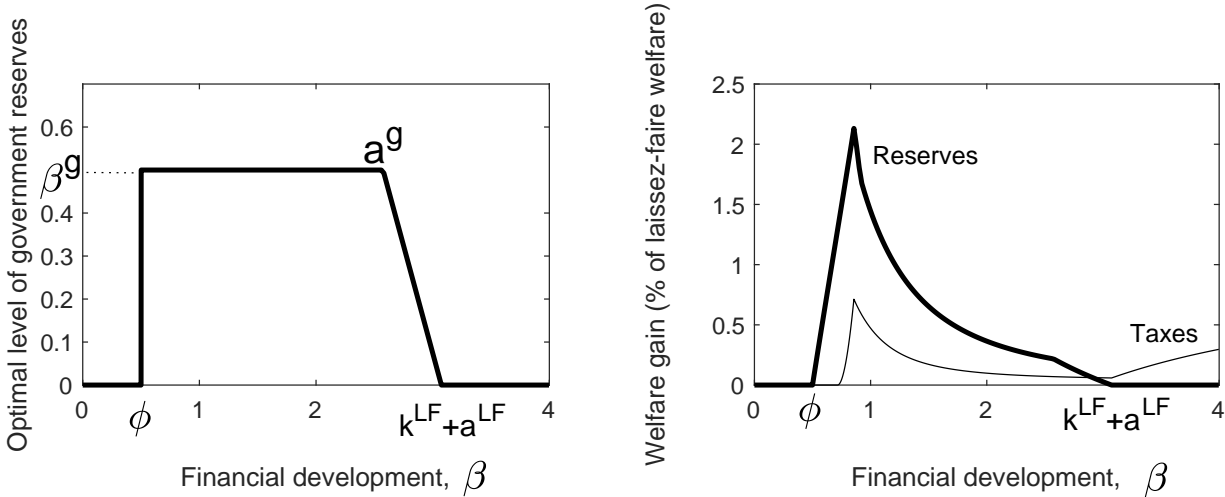 Optimal level of government reserves
0.6
β^g
0.4
0.3
0.2
0.1
0
a^g
0
1
2
4
ϕ
k^LF+a^LF
Financial development, β
Welfare gain (% of laissez-faire welfare)
2.5
2
1.5
1
0.5
0
Reserves
Taxes
0
1
2
4
ϕ
k^LF+a^LF
Financial development, β